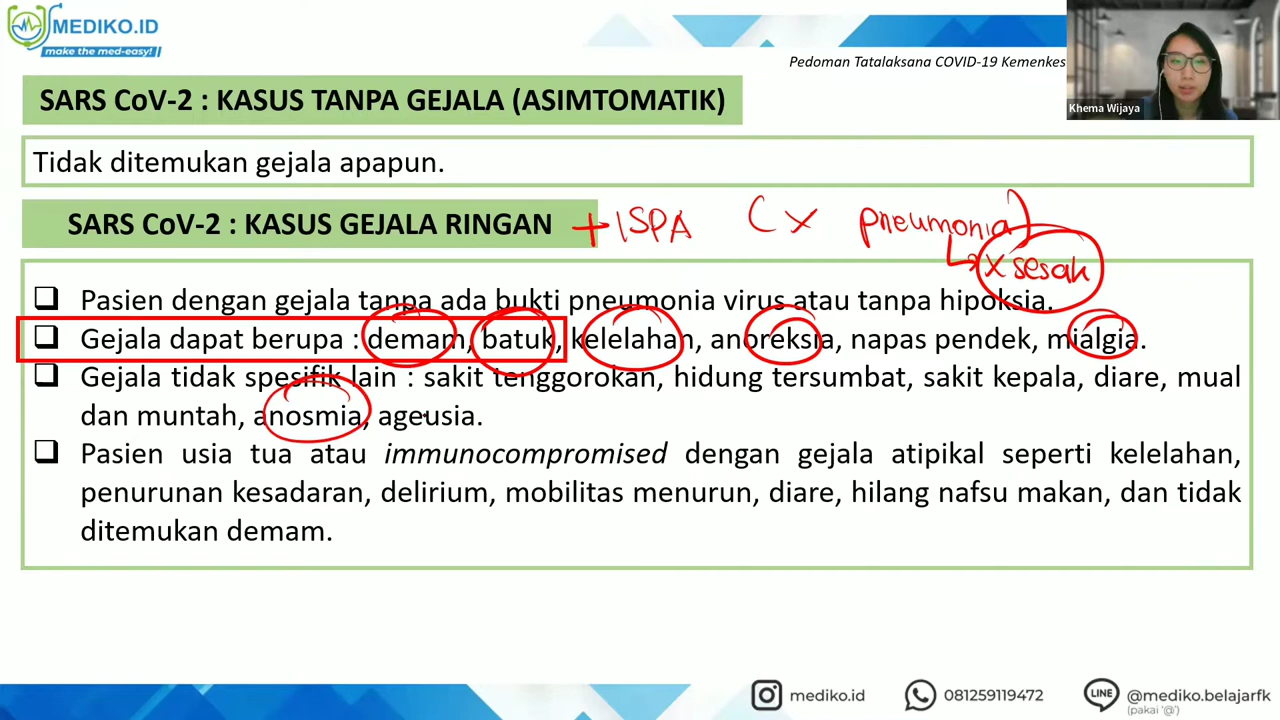 MEDIKO.ID
make the med-easy!
Pedoman Tatalaksana COVID-19 Kemenkes
Khema Wijaya
SARS CoV-2 : KASUS TANPA GEJALA (ASIMTOMATIK)
Tidak ditemukan gejala apapun.
SARS CoV-2 : KASUS GEJALA RINGAN + ISPA (x pneumonia)
x sesak
Pasien dengan gejala tanpa ada bukti pneumonia virus atau tanpa hipoksia.
Gejala dapat berupa : demam, batuk, kelelahan, anoreksia, napas pendek, mialgia.
Gejala tidak spesifik lain : sakit tenggorokan, hidung tersumbat, sakit kepala, diare, mual
dan muntah, anosmia, ageusia.
Pasien usia tua atau immunocompromised dengan gejala atipikal seperti kelelahan,
penurunan kesadaran, delirium, mobilitas menurun, diare, hilang nafsu makan, dan tidak
ditemukan demam.
mediko.id
081259119472
LINE
@mediko.belajarfk
(pakai '@')